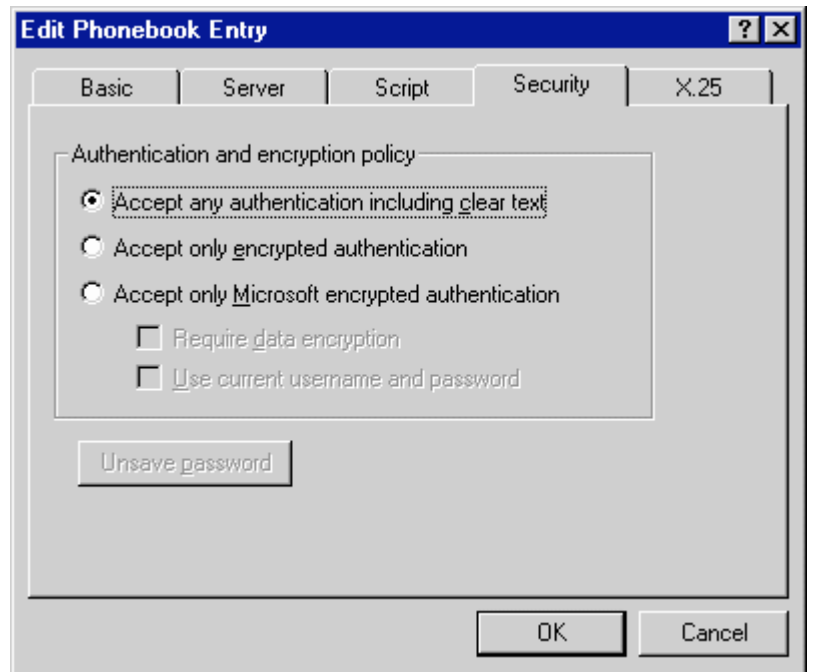 Edit Phonebook Entry
Basic Server Script Security X.25
Authentication and encryption policy
Accept any authentication including clear text
Accept only encrypted authentication
Accept only Microsoft encrypted authentication
Require data encryption
Use current username and password
Unsave password
OK Cancel